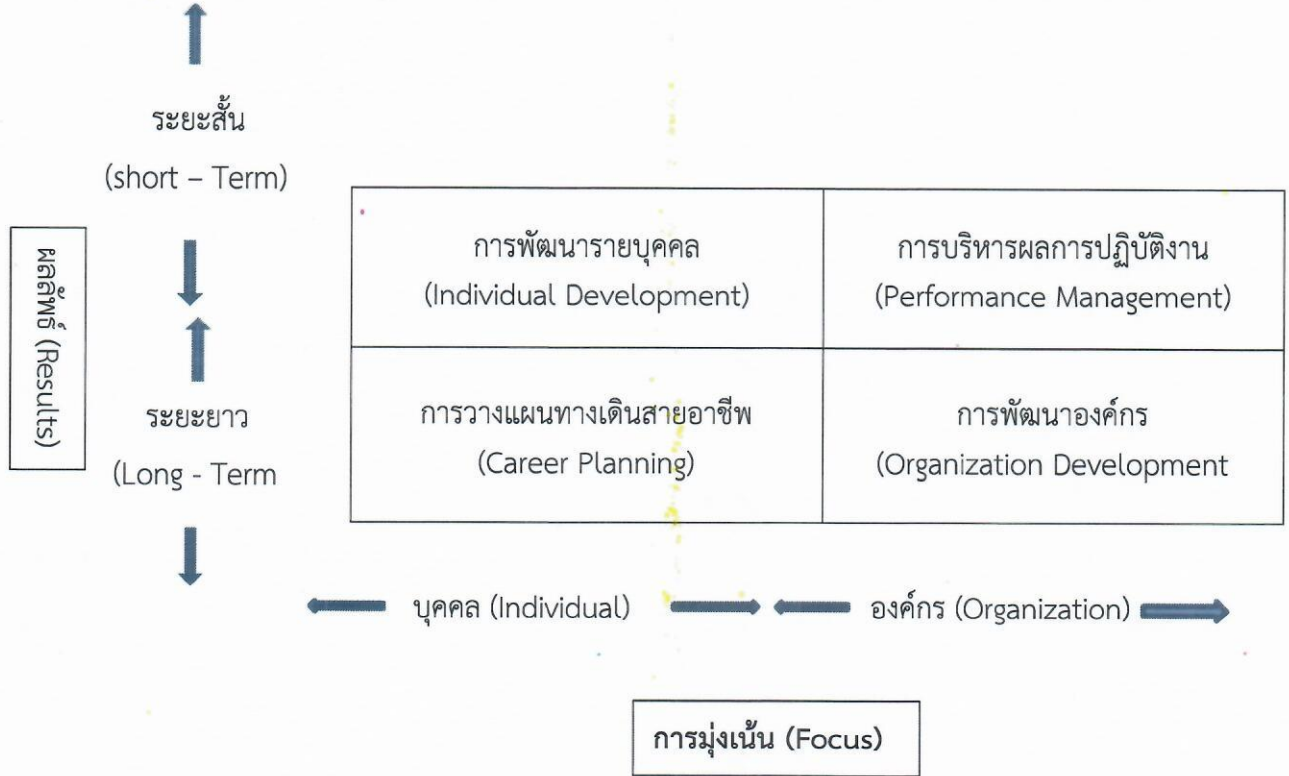 ระยะสั้น
(short – Term)
ผลลัพธ์ (Results)
ระยะยาว
(Long - Term
การพัฒนารายบุคคล
(Individual Development)
การบริหารผลการปฏิบัติงาน
(Performance Management)
การวางแผนทางเดินสายอาชีพ
(Career Planning)
การพัฒนาองค์กร
(Organization Development
บุคคล (Individual)
องค์กร (Organization)
การมุ่งเน้น (Focus)